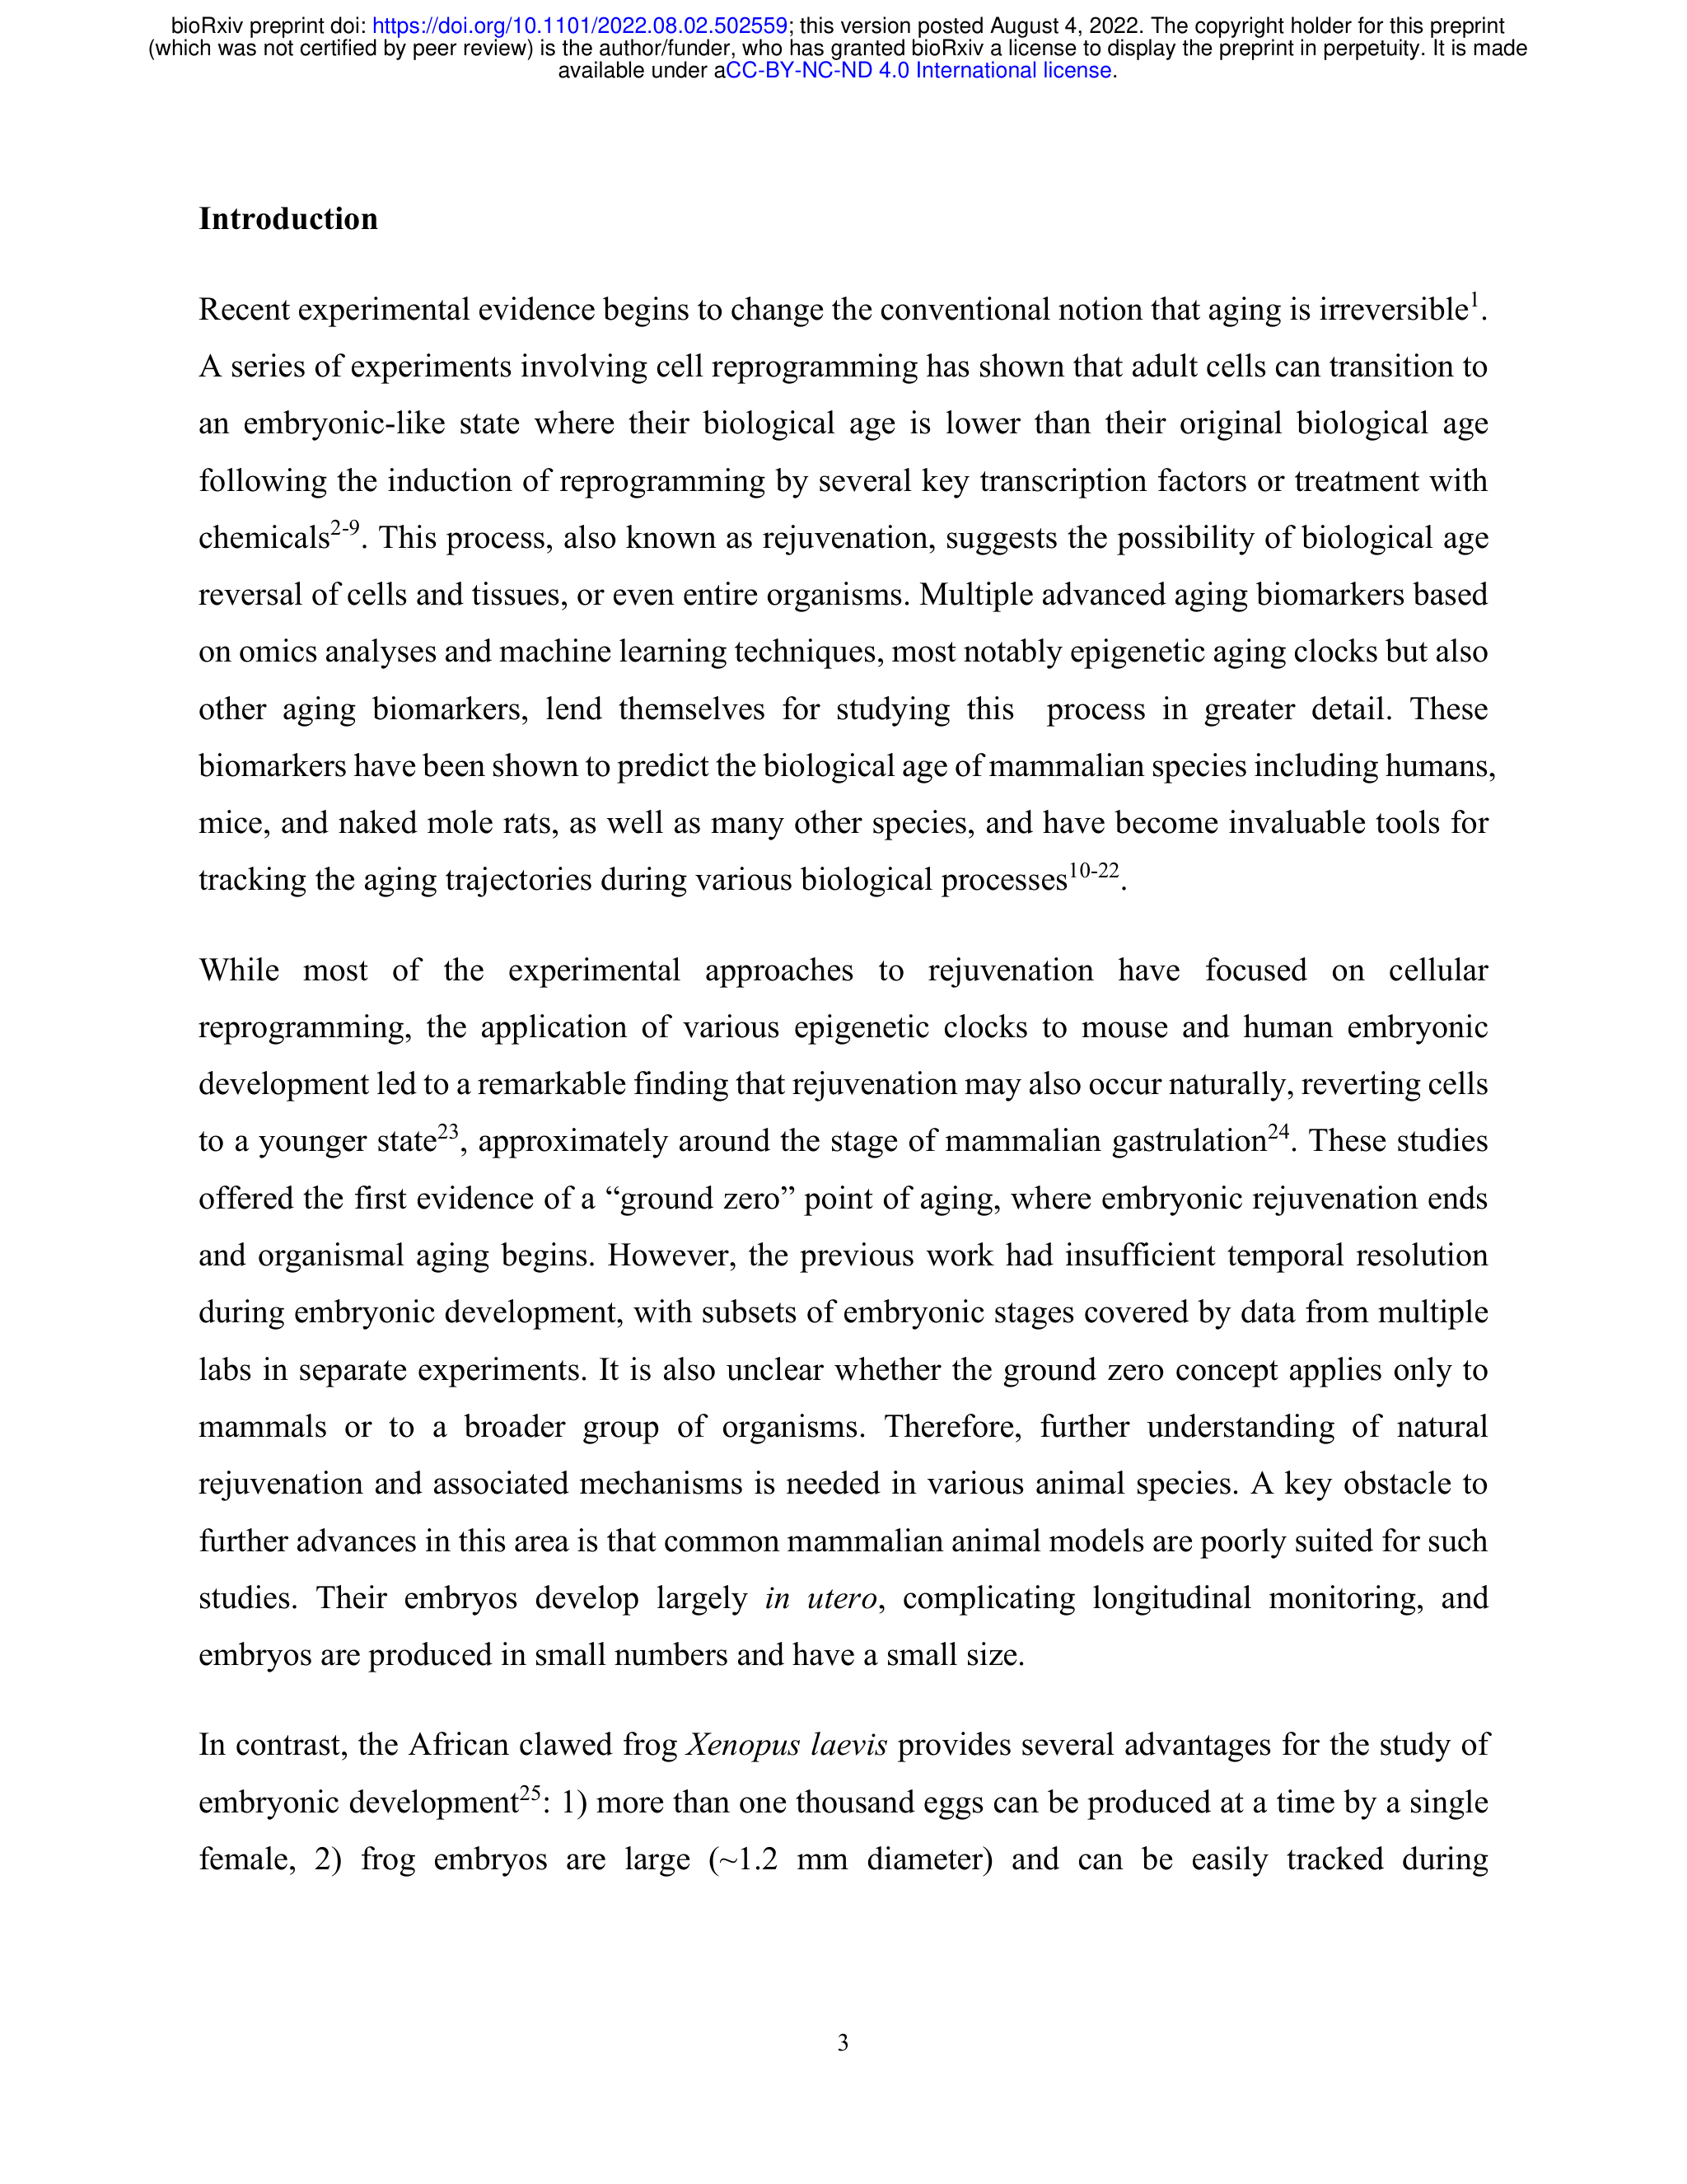 bioRxiv preprint doi: https://doi.org/10.1101/2022.08.02.502559; this version posted August 4, 2022. The copyright holder for this preprint
(which was not certified by peer review) is the author/funder, who has granted bioRxiv a license to display the preprint in perpetuity. It is made
available under aCC-BY-NC-ND 4.0 International license.
Introduction
Recent experimental evidence begins to change the conventional notion that aging is irreversible1.
A series of experiments involving cell reprogramming has shown that adult cells can transition to
an embryonic-like state where their biological age is lower than their original biological age
following the induction of reprogramming by several key transcription factors or treatment with
chemicals2-9. This process, also known as rejuvenation, suggests the possibility of biological age
reversal of cells and tissues, or even entire organisms. Multiple advanced aging biomarkers based
on omics analyses and machine learning techniques, most notably epigenetic aging clocks but also
other aging biomarkers, lend themselves for studying this process in greater detail. These
biomarkers have been shown to predict the biological age of mammalian species including humans,
mice, and naked mole rats, as well as many other species, and have become invaluable tools for
tracking the aging trajectories during various biological processes10-22.
While most of the experimental approaches to rejuvenation have focused on cellular
reprogramming, the application of various epigenetic clocks to mouse and human embryonic
development led to a remarkable finding that rejuvenation may also occur naturally, reverting cells
to a younger state23, approximately around the stage of mammalian gastrulation24. These studies
offered the first evidence of a “ground zero” point of aging, where embryonic rejuvenation ends
and organismal aging begins. However, the previous work had insufficient temporal resolution
during embryonic development, with subsets of embryonic stages covered by data from multiple
labs in separate experiments. It is also unclear whether the ground zero concept applies only to
mammals or to a broader group of organisms. Therefore, further understanding of natural
rejuvenation and associated mechanisms is needed in various animal species. A key obstacle to
further advances in this area is that common mammalian animal models are poorly suited for such
studies. Their embryos develop largely in utero, complicating longitudinal monitoring, and
embryos are produced in small numbers and have a small size.
In contrast, the African clawed frog Xenopus laevis provides several advantages for the study of
embryonic development25: 1) more than one thousand eggs can be produced at a time by a single
female, 2) frog embryos are large (~1.2 mm diameter) and can be easily tracked during
3